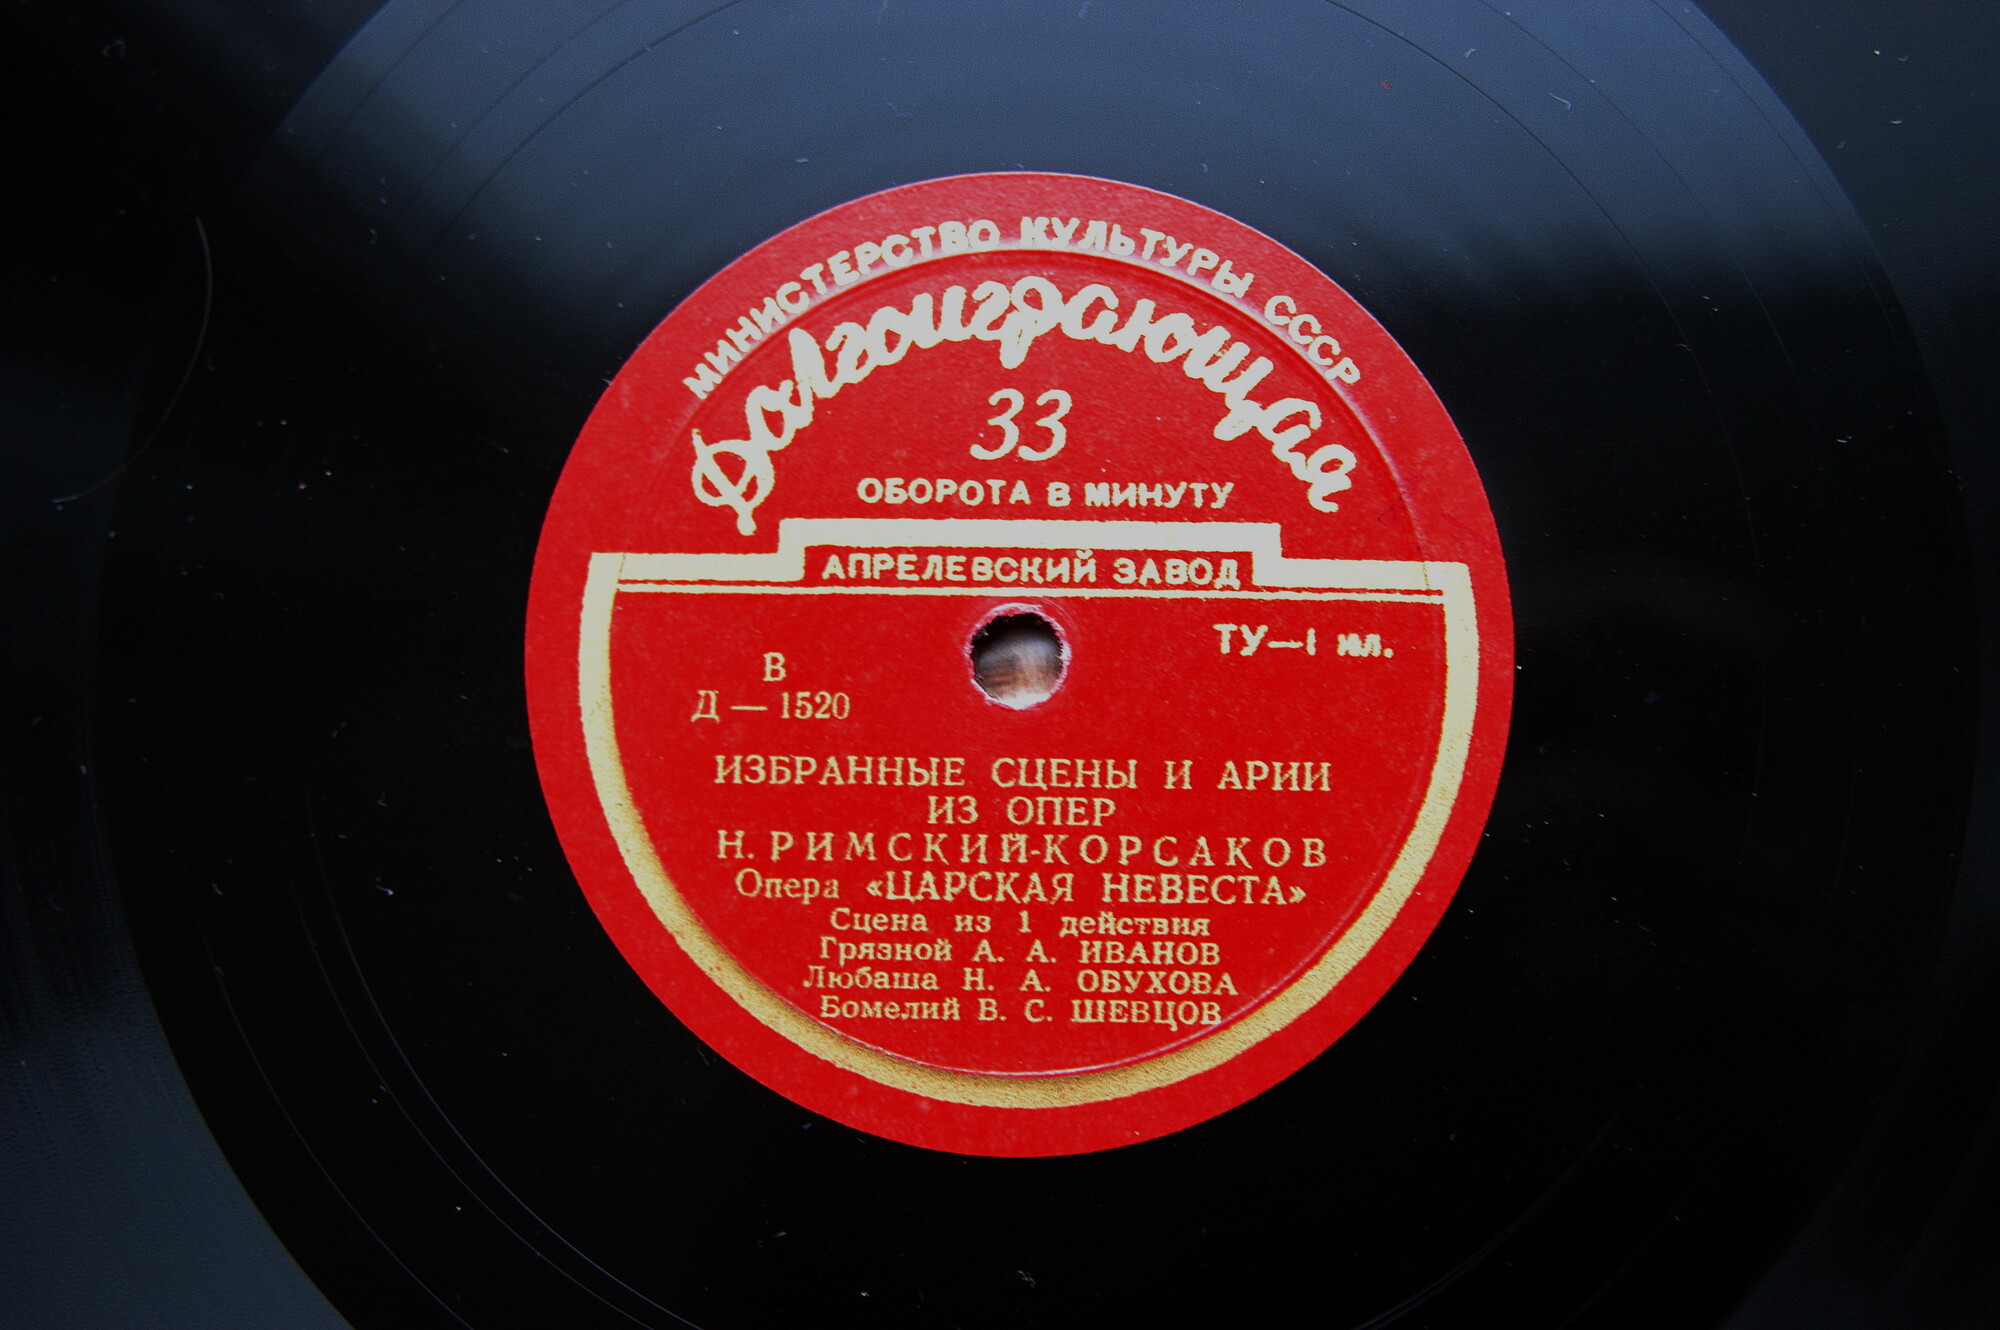 МИНИСТЕРСТВО КУЛЬТУРЫ СССР
Долгоиграющая
33
ОБОРОТА В МИНУТУ
АПРЕЛЕВСКИЙ ЗАВОД
ТУ—1 ил.
В
Д — 1520
ИЗБРАННЫЕ СЦЕНЫ И АРИИ
ИЗ ОПЕР
Н. РИМСКИЙ-КОРСАКОВ
Опера «ЦАРСКАЯ НЕВЕСТА»
Сцена из 1 действия
Грязной А. А. ИВАНОВ
Любаша Н. А. ОБУХОВА
Бомелий В. С. ШЕВЦОВ